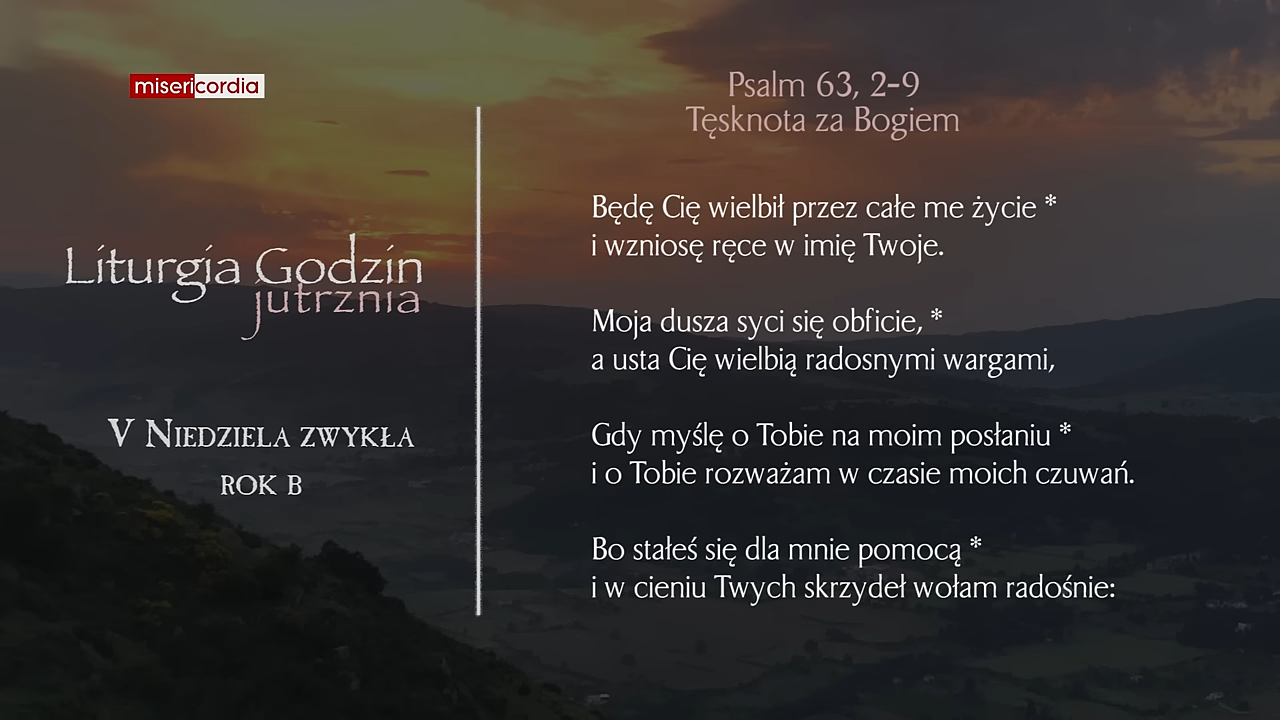 misericordia
Liturgia Godzin
jutrznia
V Niedziela zwykła
rok B
Psalm 63, 2-9
Tęsknota za Bogiem
Będę Cię wielbił przez całe me życie *
i wzniosę ręce w imię Twoje.
Moja dusza syci się obficie, *
a usta Cię wielbią radosnymi wargami,
Gdy myślę o Tobie na moim posłaniu *
i o Tobie rozważam w czasie moich czuwań.
Bo stałeś się dla mnie pomocą *
i w cieniu Twych skrzydeł wołam radośnie: